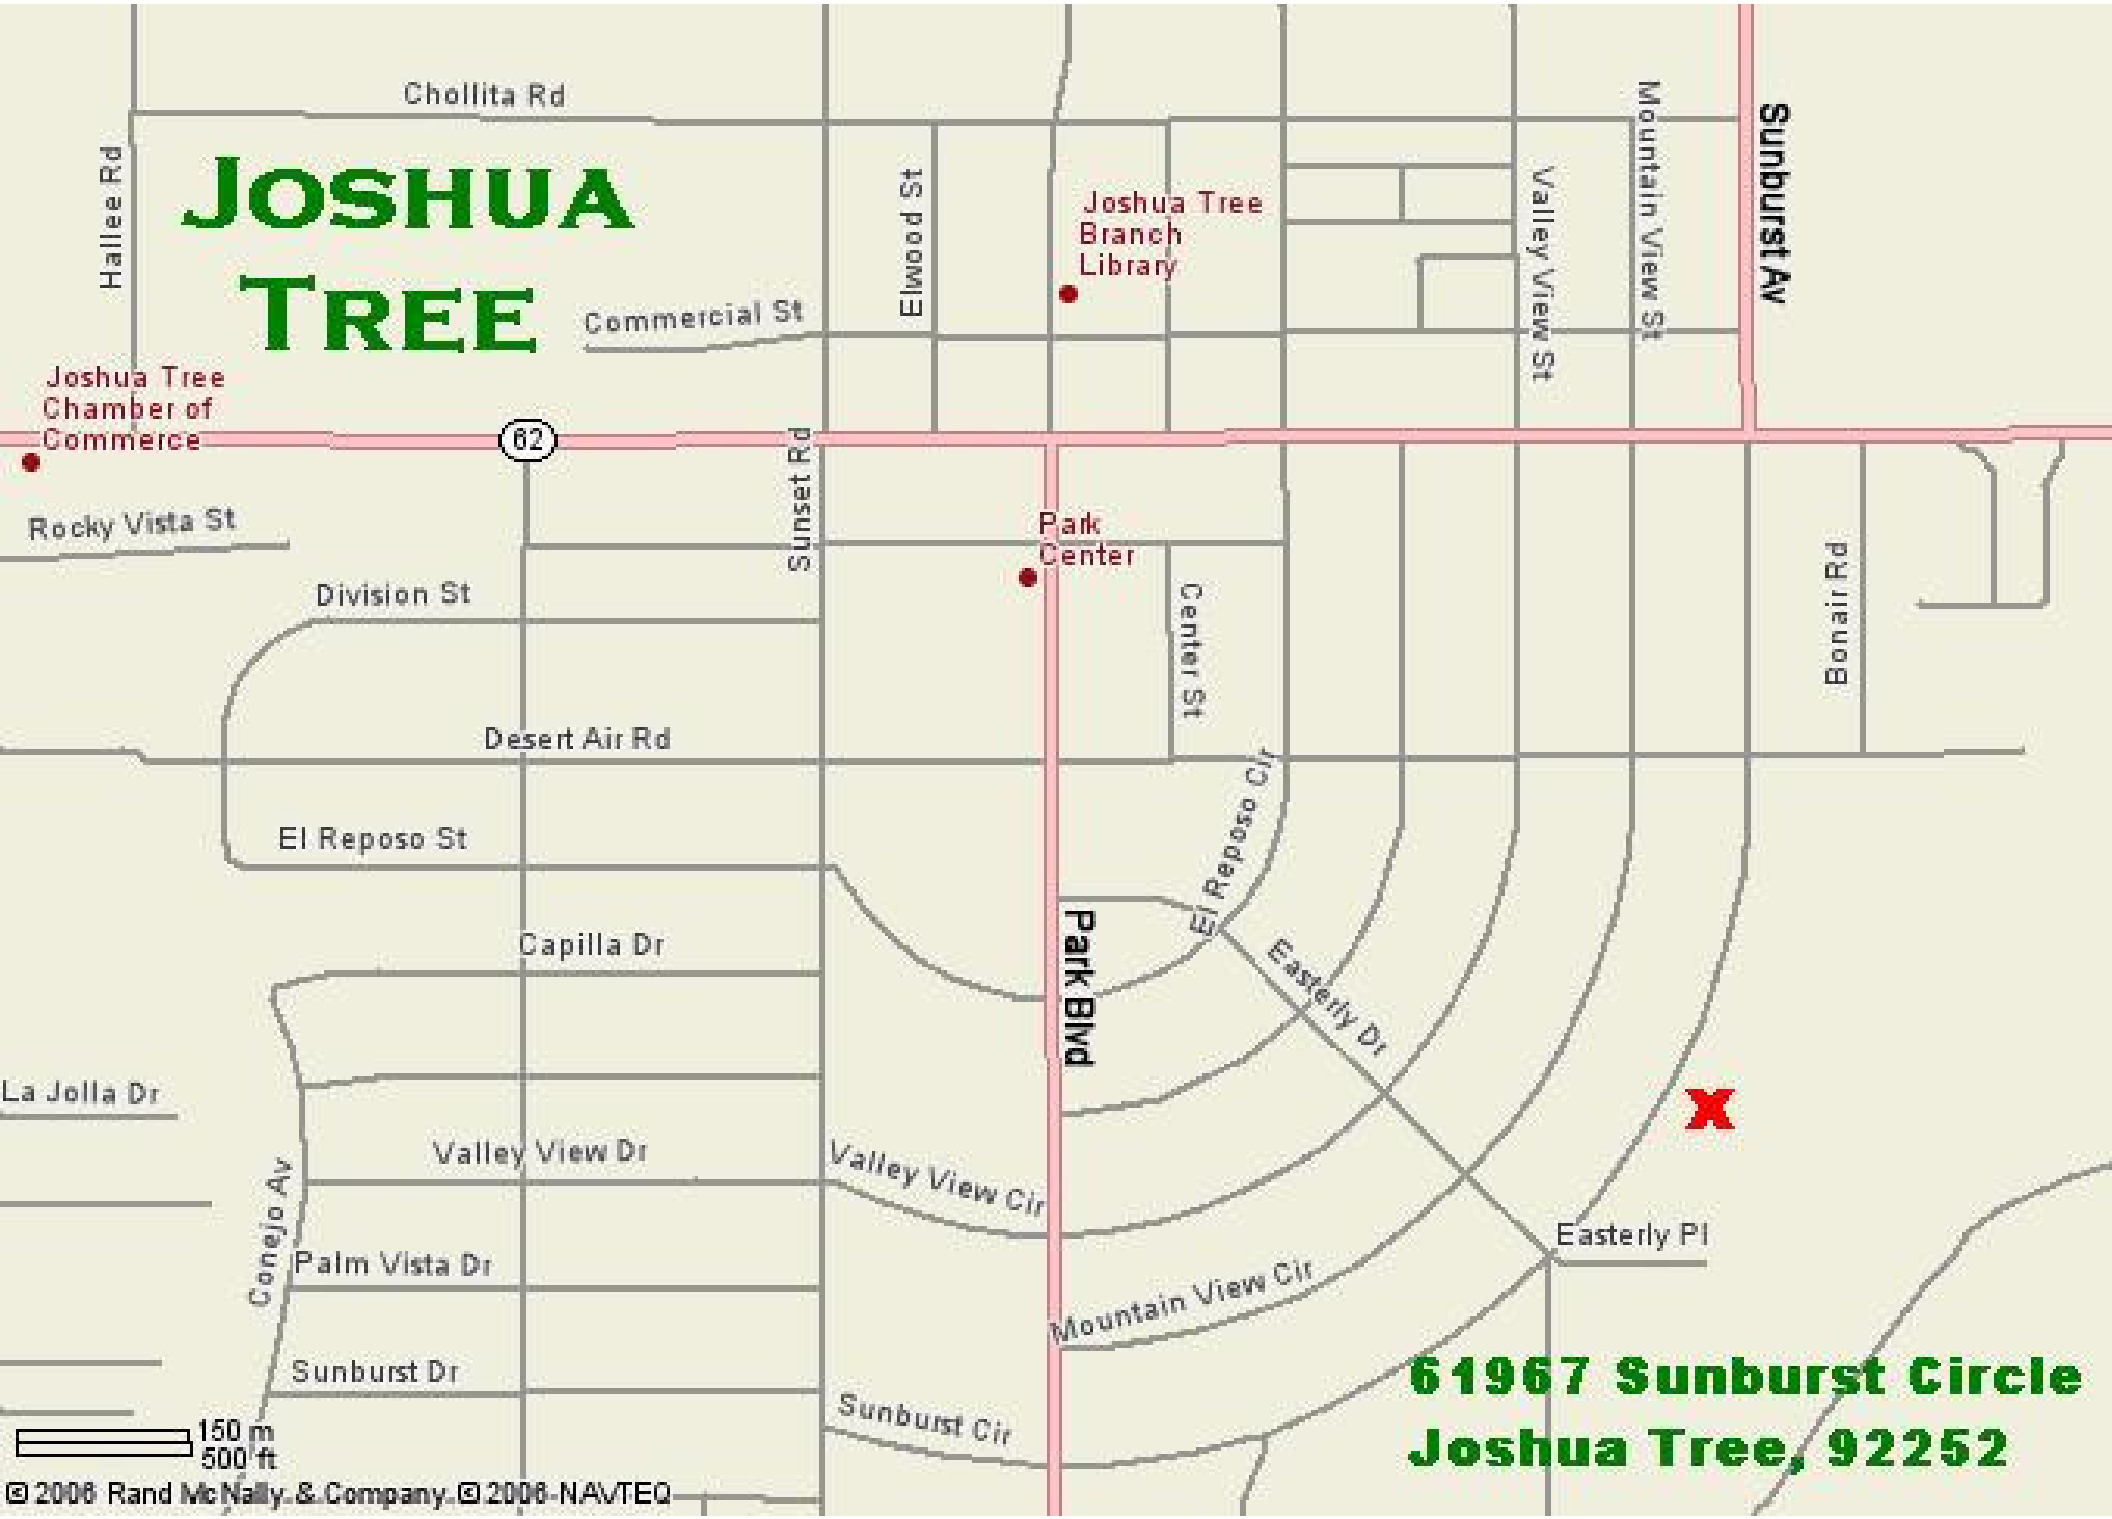 Chollita Rd
Hallee Rd
JOSHUA
TREE
Elwood St
Joshua Tree
Branch
Library
Valley View St
Mountain View St
Sunburst Av
Commercial St
Joshua Tree
Chamber of
Commerce
62
Sunset Rd
Rocky Vista St
Park
Center
Division St
Center St
Bonair Rd
Desert Air Rd
El Reposo St
El Reposo Cir
Capilla Dr
Park Blvd
Easterly Dr
La Jolla Dr
Valley View Dr
Valley View Cir
Conejo Av
Easterly Pl
Palm Vista Dr
Mountain View Cir
Sunburst Dr
Sunburst Cir
61967 Sunburst Circle
Joshua Tree, 92252
X
150 m
500 ft
© 2006 Rand McNally & Company © 2006 NAVTEQ